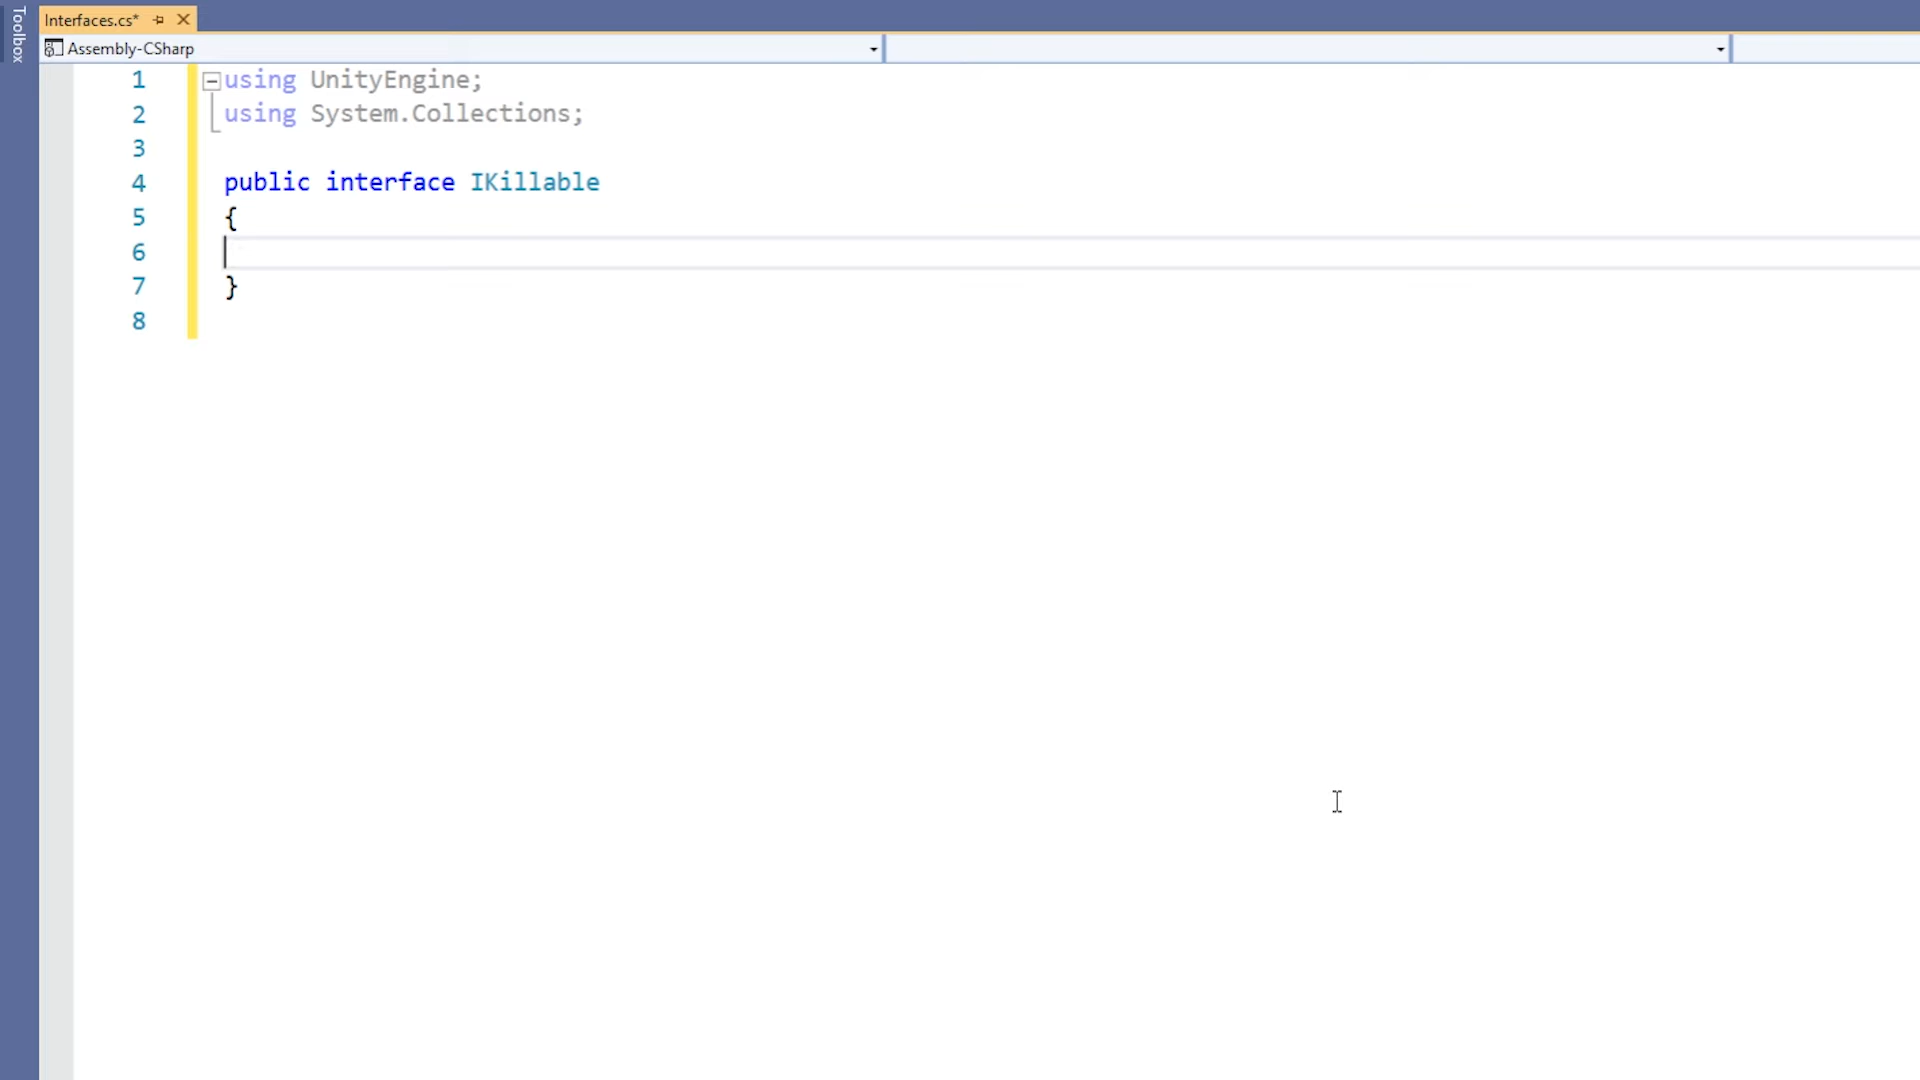 Toolbox
Interfaces.cs*
Assembly-CSharp
1 using UnityEngine;
2 using System.Collections;
3
4 public interface IKillable
5 {
6
7 }
8